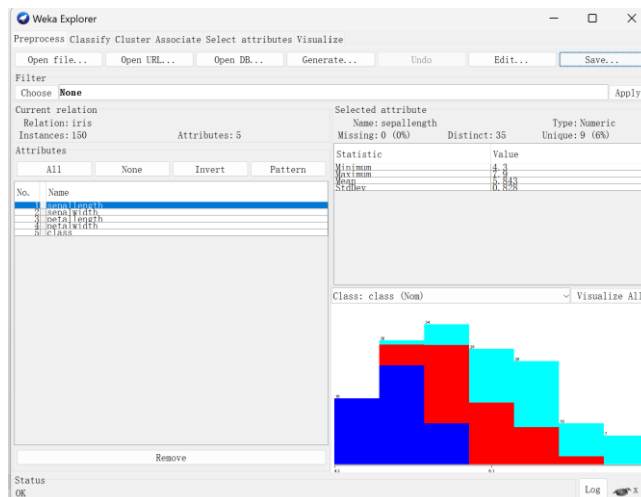 Weka Explorer
Preprocess Classify Cluster Associate Select attributes Visualize
Open file... Open URL... Open DB... Generate... Undo Edit... Save...
Filter
Choose None Apply
Current relation
Relation: iris
Instances: 150 Attributes: 5
Attributes
All None Invert Pattern
No. Name
1 sepallength
2 sepalwidth
3 petallength
4 petalwidth
5 class
Remove
Selected attribute
Name: sepallength Type: Numeric
Missing: 0 (0%) Distinct: 35 Unique: 9 (6%)
Statistic Value
Minimum 4.3
Maximum 7.9
Mean 5.843
StdDev 0.828
Class: class (Nom) Visualize All
Status
OK
Log x